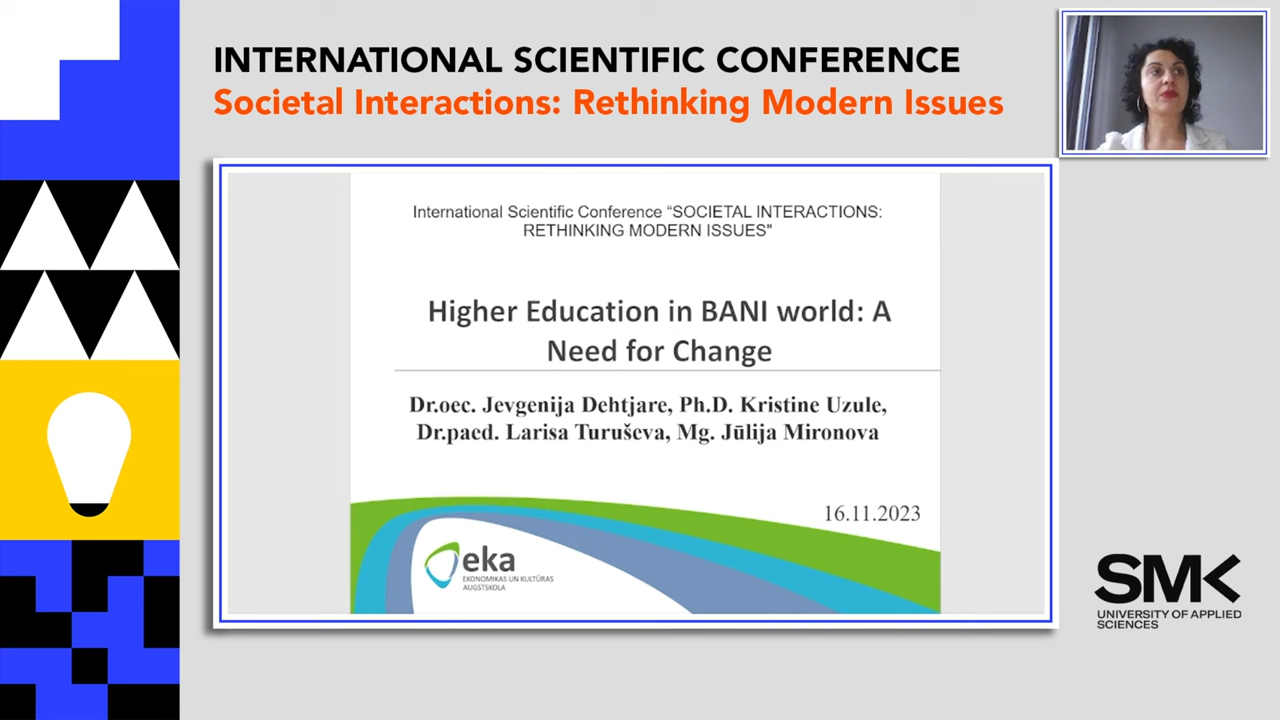 INTERNATIONAL SCIENTIFIC CONFERENCE
Societal Interactions: Rethinking Modern Issues
International Scientific Conference “SOCIETAL INTERACTIONS:
RETHINKING MODERN ISSUES"
Higher Education in BANI world: A
Need for Change
Dr.oec. Jevgenija Dehtjare, Ph.D. Kristine Uzule,
Dr.paed. Larisa Turuševa, Mg. Jūlija Mironova
16.11.2023
eka
EKONOMIKAS UN KULTŪRAS
AUGSTSKOLA
SMK
UNIVERSITY OF APPLIED
SCIENCES